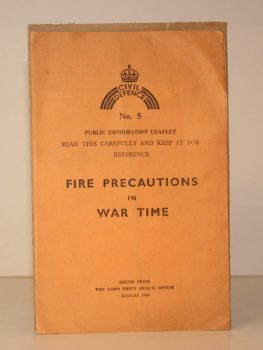 CIVIL
DEFENCE
No. 5
PUBLIC INFORMATION LEAFLET
READ THIS CAREFULLY AND KEEP IT FOR
REFERENCE
FIRE PRECAUTIONS
IN
WAR TIME
ISSUED FROM
THE LORD PRIVY SEAL'S OFFICE
AUGUST 1939